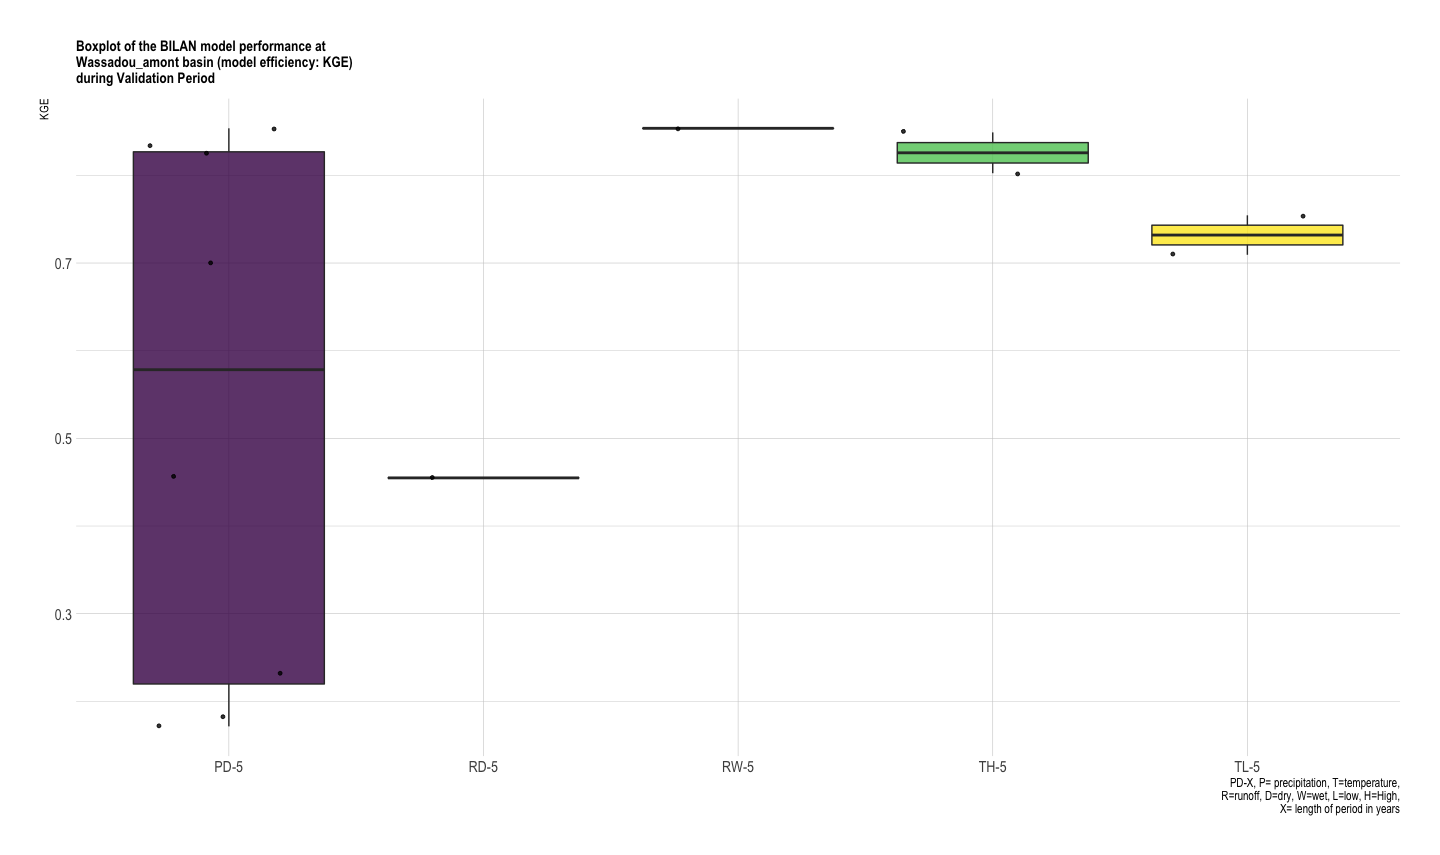 Boxplot of the BILAN model performance at
Wassadou_amont basin (model efficiency: KGE)
during Validation Period
KGE
0.7
0.5
0.3
PD-5 RD-5 RW-5 TH-5 TL-5
PD-X, P= precipitation, T=temperature,
R=runoff, D=dry, W=wet, L=low, H=High,
X= length of period in years